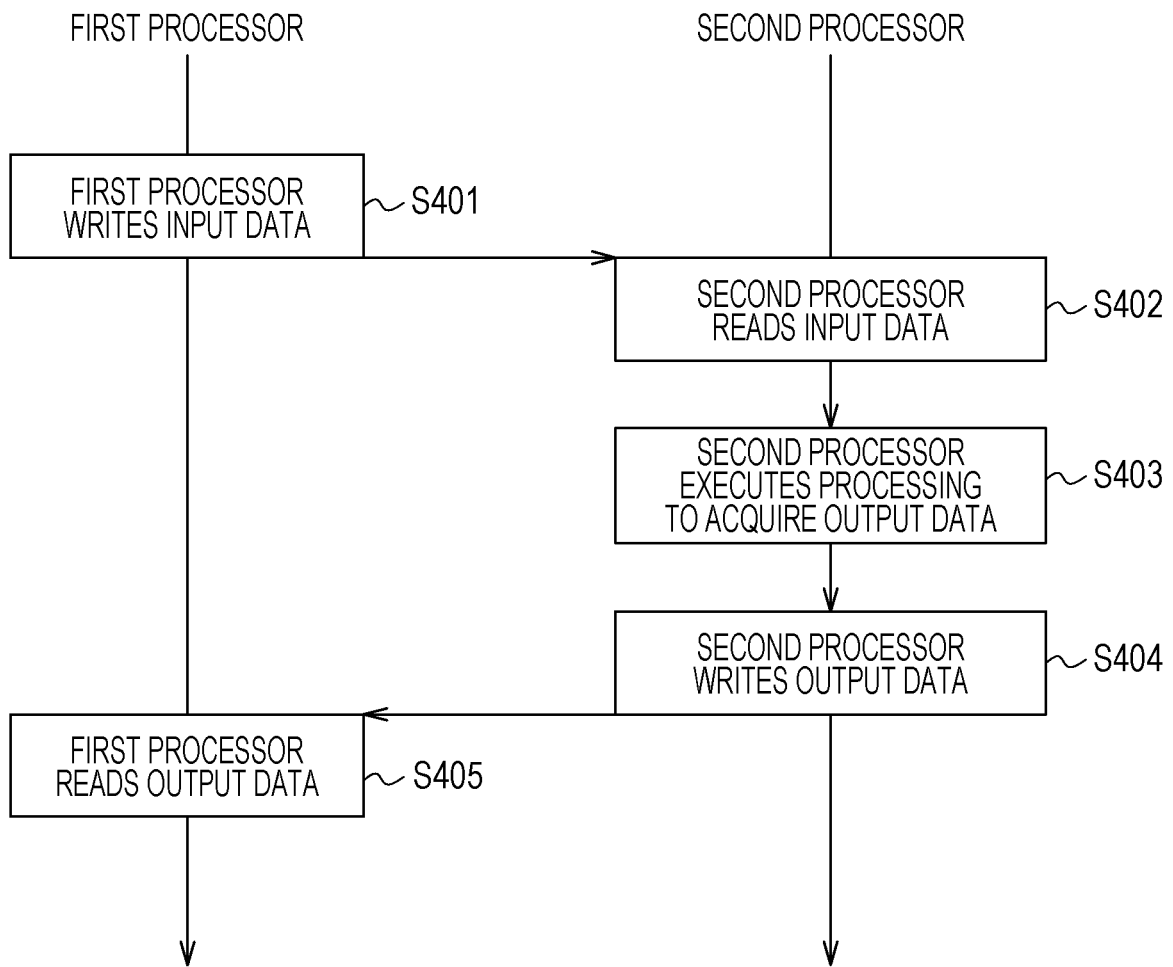 FIRST PROCESSOR
SECOND PROCESSOR
FIRST PROCESSOR
WRITES INPUT DATA
S401
SECOND PROCESSOR
READS INPUT DATA
S402
SECOND PROCESSOR
EXECUTES PROCESSING
TO ACQUIRE OUTPUT DATA
S403
SECOND PROCESSOR
WRITES OUTPUT DATA
S404
FIRST PROCESSOR
READS OUTPUT DATA
S405